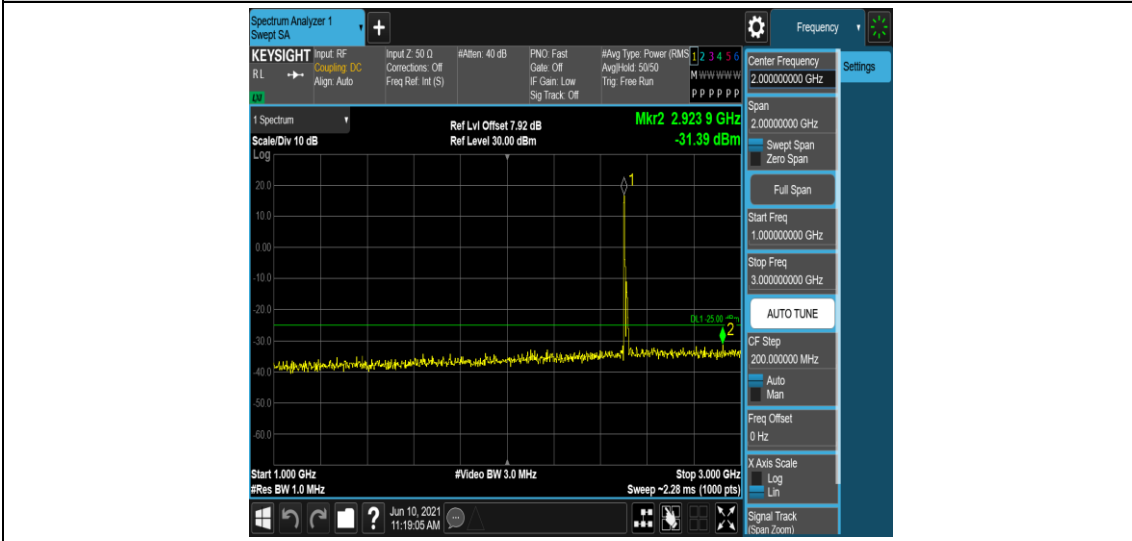 Spectrum Analyzer 1
Swept SA
+
Frequency
KEYSIGHT
RL
Input: RF
Coupling: DC
Align: Auto
Input Z: 50 Ω
Corrections: Off
Freq Ref: Int (S)
#Atten: 40 dB
PNO: Fast
Gate: Off
IF Gain: Low
Sig Track: Off
#Avg Type: Power (RMS
Avg|Hold: 50/50
Trig: Free Run
1 2 3 4 5 6
M W W W W W
P P P P P P
1 Spectrum
Scale/Div 10 dB
Log
Ref Lvl Offset 7.92 dB
Ref Level 30.00 dBm
Mkr2 2.923 9 GHz
-31.39 dBm
20.0
10.0
0.00
-10.0
-20.0
-30.0
-40.0
-50.0
-60.0
1
DL1 -25.00 dBm
2
Start 1.000 GHz
#Res BW 1.0 MHz
#Video BW 3.0 MHz
Stop 3.000 GHz
Sweep ~2.28 ms (1000 pts)
?
Jun 10, 2021
11:19:05 AM
Center Frequency
2.000000000 GHz
Span
2.00000000 GHz
Swept Span
Zero Span
Full Span
Start Freq
1.000000000 GHz
Stop Freq
3.000000000 GHz
AUTO TUNE
CF Step
200.000000 MHz
Auto
Man
Freq Offset
0 Hz
X Axis Scale
Log
Lin
Signal Track
(Span Zoom)
Settings